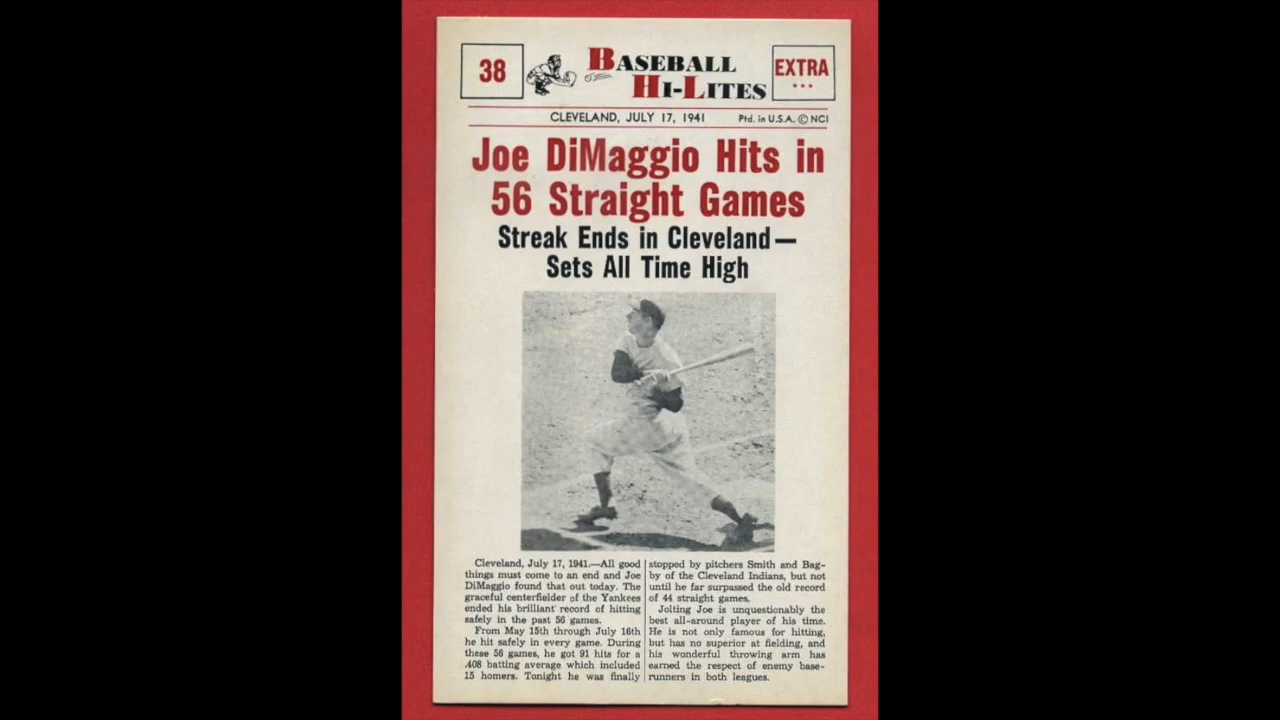 38
BASEBALL
HI-LITES
EXTRA
CLEVELAND, JULY 17, 1941
Ptd. in U.S.A. © NCI
Joe DiMaggio Hits in
56 Straight Games
Streak Ends in Cleveland—
Sets All Time High
Cleveland, July 17, 1941.—All good
things must come to an end and Joe
DiMaggio found that out today. The
graceful centerfielder of the Yankees
ended his brilliant record of hitting
safely in the past 56 games.
From May 15th through July 16th
he hit safely in every game. During
these 56 games, he got 91 hits for a
.408 batting average which included
15 homers. Tonight he was finally
stopped by pitchers Smith and Bag-
by of the Cleveland Indians, but not
until he far surpassed the old record
of 44 straight games.
Jolting Joe is unquestionably the
best all-around player of his time.
He is not only famous for hitting,
but has no superior at fielding, and
his wonderful throwing arm has
earned the respect of enemy base-
runners in both leagues.